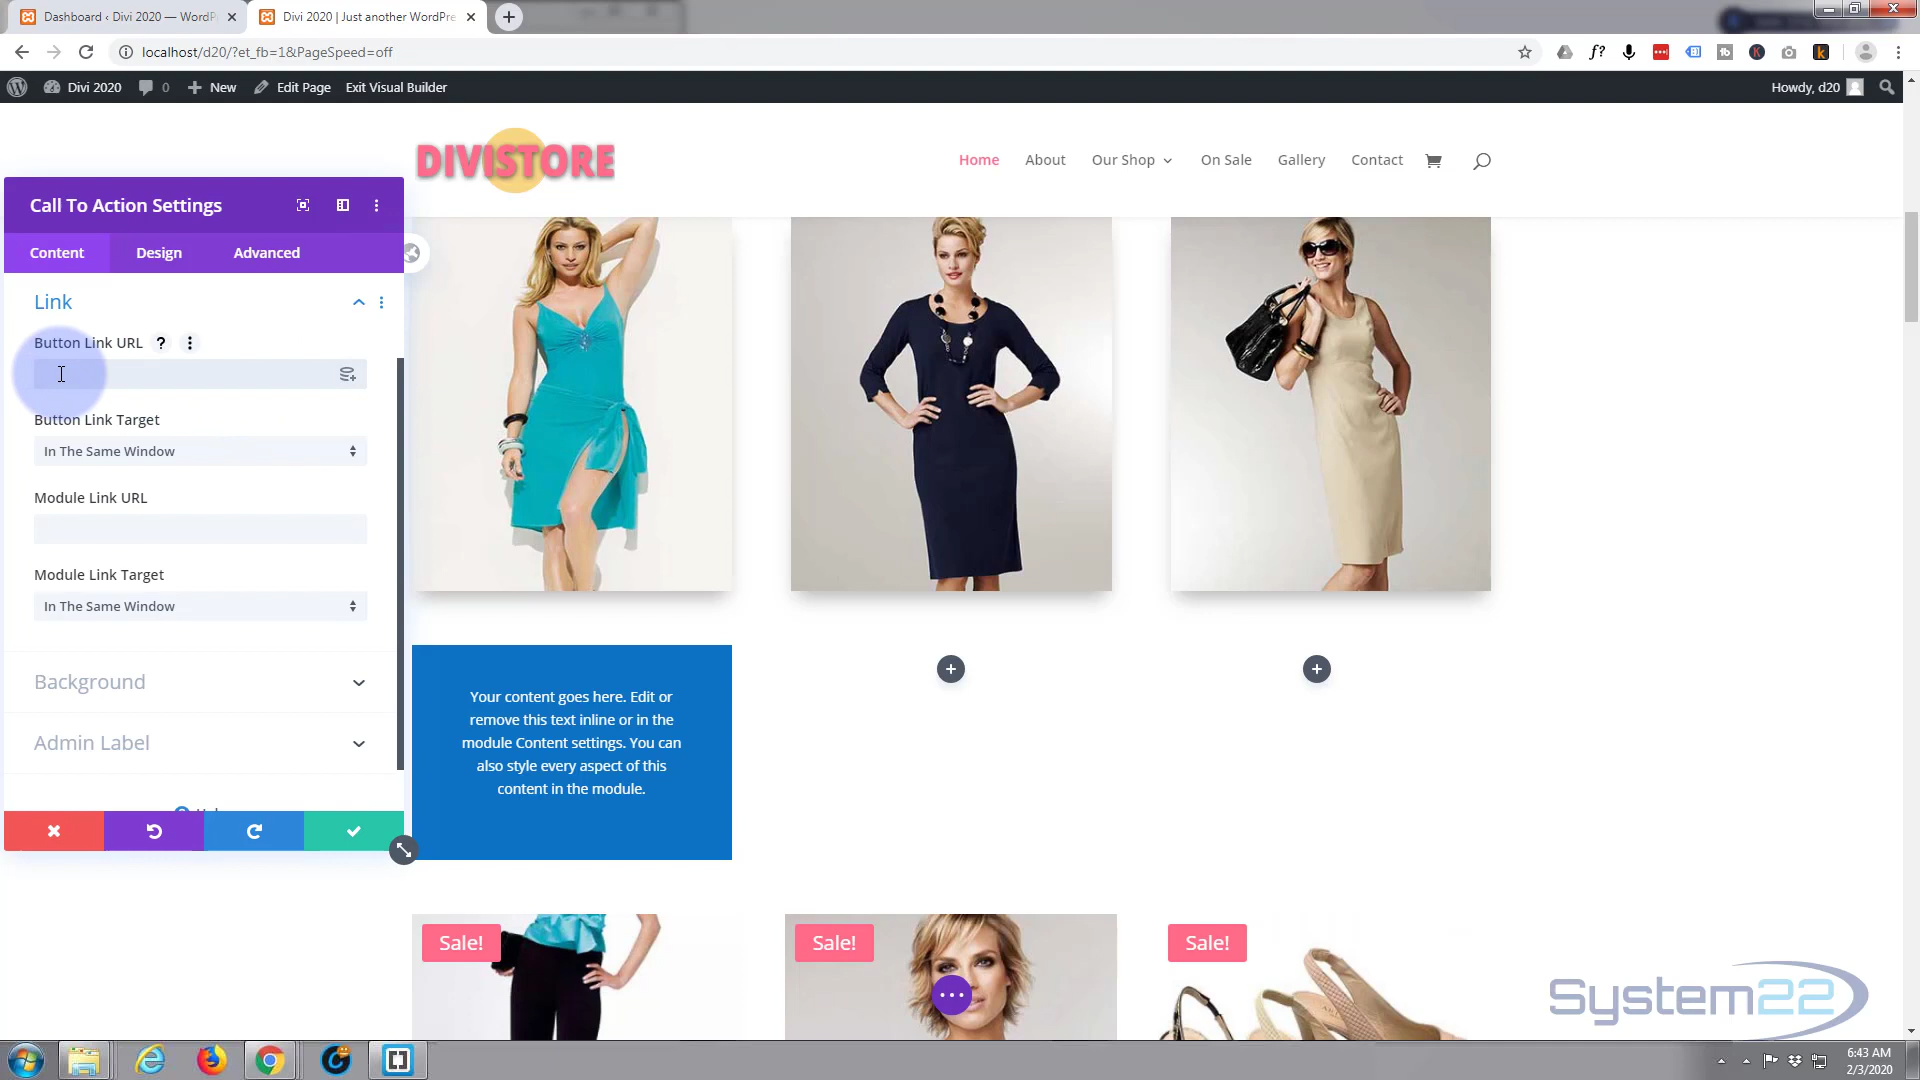 Dashboard ‹ Divi 2020 — WordP
Divi 2020 | Just another WordPre
localhost/d20/?et_fb=1&PageSpeed=off
Divi 2020
0
New
Edit Page
Exit Visual Builder
Howdy, d20
DIVISTORE
Home
About
Our Shop
On Sale
Gallery
Contact
Call To Action Settings
Content
Design
Advanced
Link
Button Link URL
Button Link Target
In The Same Window
Module Link URL
Module Link Target
In The Same Window
Background
Admin Label
Your content goes here. Edit or
remove this text inline or in the
module Content settings. You can
also style every aspect of this
content in the module.
Sale!
Sale!
Sale!
System22
6:43 AM
2/3/2020